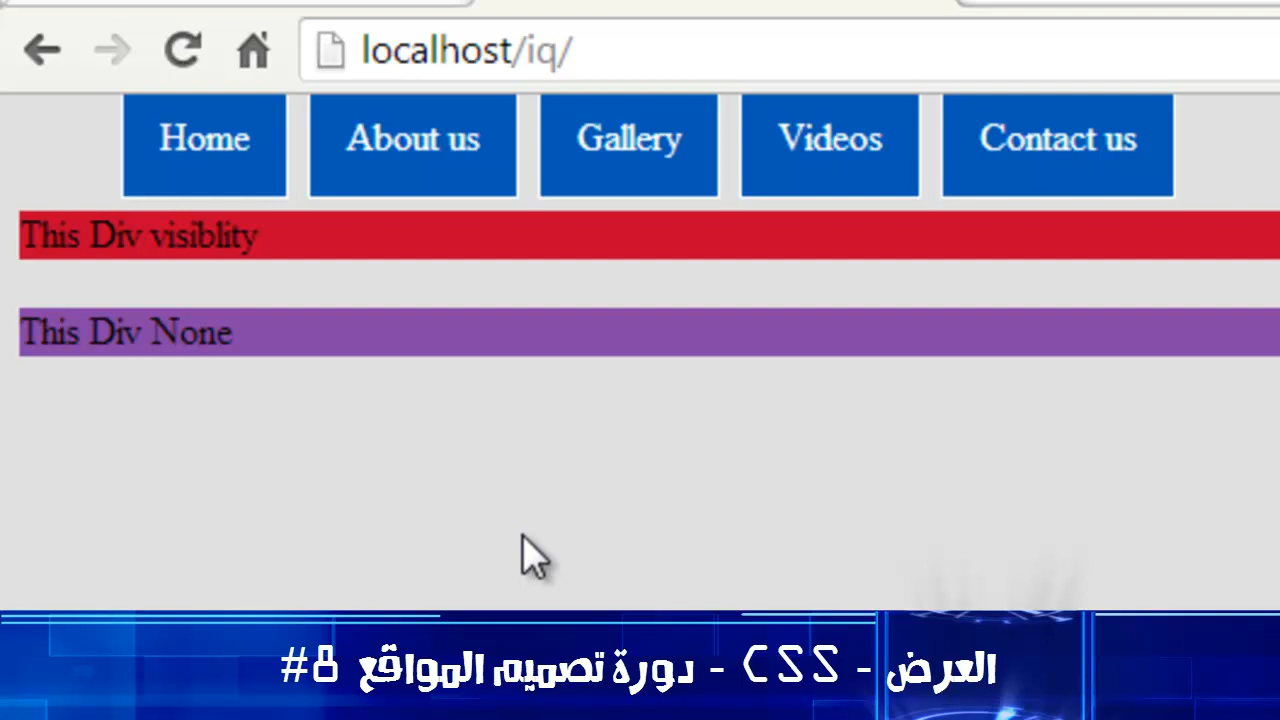 localhost/iq/
Home About us Gallery Videos Contact us
This Div visiblity
This Div None
العرض - CSS - دورة تصميم المواقع #8